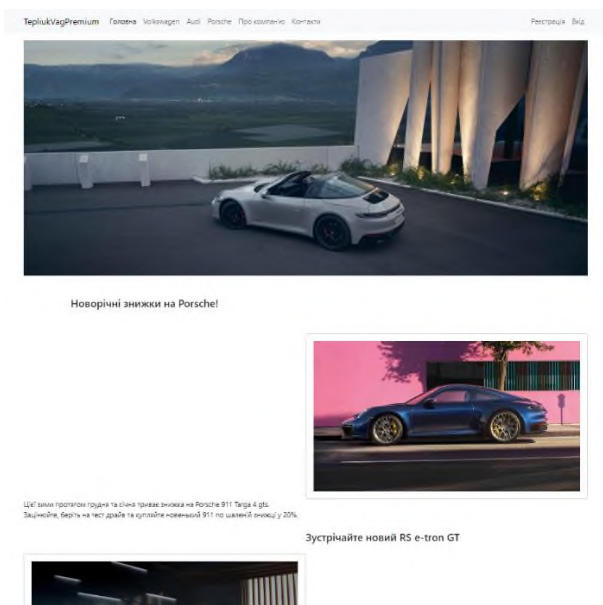 TepliukVagPremium Головна Volkswagen Audi Porsche Про компанію Контакти Реєстрація Вхід
Новорічні знижки на Porsche!
Цієї зими протягом грудня та січня триває знижка на Porsche 911 Targa 4 gts.
Зацінюйте, беріть на тест драйв та купляйте новенький 911 по шаленій знижці у 20%.
Зустрічайте новий RS e-tron GT